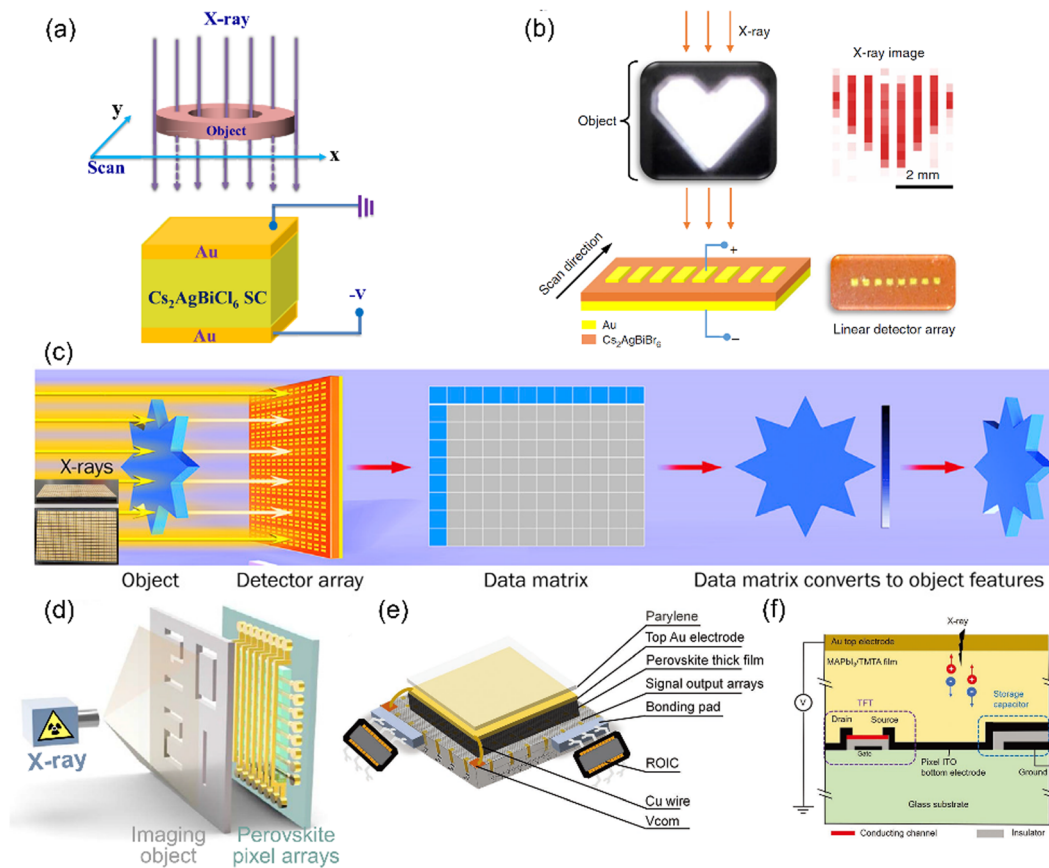 (a)
X-ray
y
Object
x
Scan
Au
Cs₂AgBiCl₆ SC
Au
-V
(b)
X-ray
Object
X-ray image
2 mm
Scan direction
+
−
Au
Cs₂AgBiBr₆
Linear detector array
(c)
X-rays
Object
Detector array
Data matrix
Data matrix converts to object features
(d)
X-ray
Imaging
object
Perovskite
pixel arrays
(e)
Parylene
Top Au electrode
Perovskite thick film
Signal output arrays
Bonding pad
ROIC
Cu wire
Vcom
(f)
X-ray
Au top electrode
MAPbI₃/TMTA film
+
+
−
−
V
TFT
Storage
capacitor
Drain
Source
Gate
Pixel ITO
bottom electrode
Ground
Glass substrate
Conducting channel
Insulator